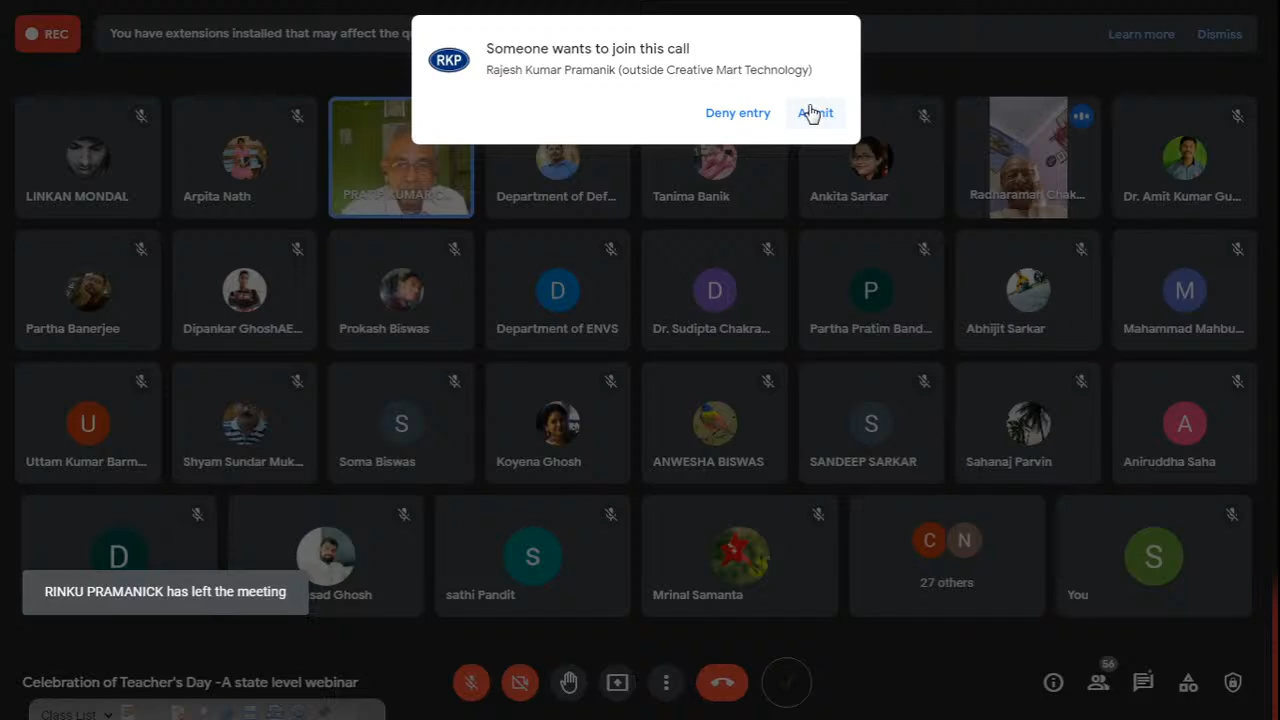 REC
You have extensions installed that may affect the
Learn more
Dismiss
RKP
Someone wants to join this call
Rajesh Kumar Pramanik (outside Creative Mart Technology)
Deny entry
LINKAN MONDAL
Arpita Nath
Department of Def...
Tanima Banik
Ankita Sarkar
Radharaman Chak...
Dr. Amit Kumar Gu...
Partha Banerjee
Dipankar GhoshAE...
Prokash Biswas
D
Department of ENVS
D
Dr. Sudipta Chakra...
P
Partha Pratim Band...
Abhijit Sarkar
M
Mahammad Mahbu...
U
Uttam Kumar Barm...
Shyam Sundar Muk...
S
Soma Biswas
Koyena Ghosh
ANWESHA BISWAS
S
SANDEEP SARKAR
Sahanaj Parvin
A
Aniruddha Saha
D
RINKU PRAMANICK has left the meeting
sad Ghosh
S
sathi Pandit
Mrinal Samanta
C N
27 others
S
You
Celebration of Teacher's Day -A state level webinar
56
Class List